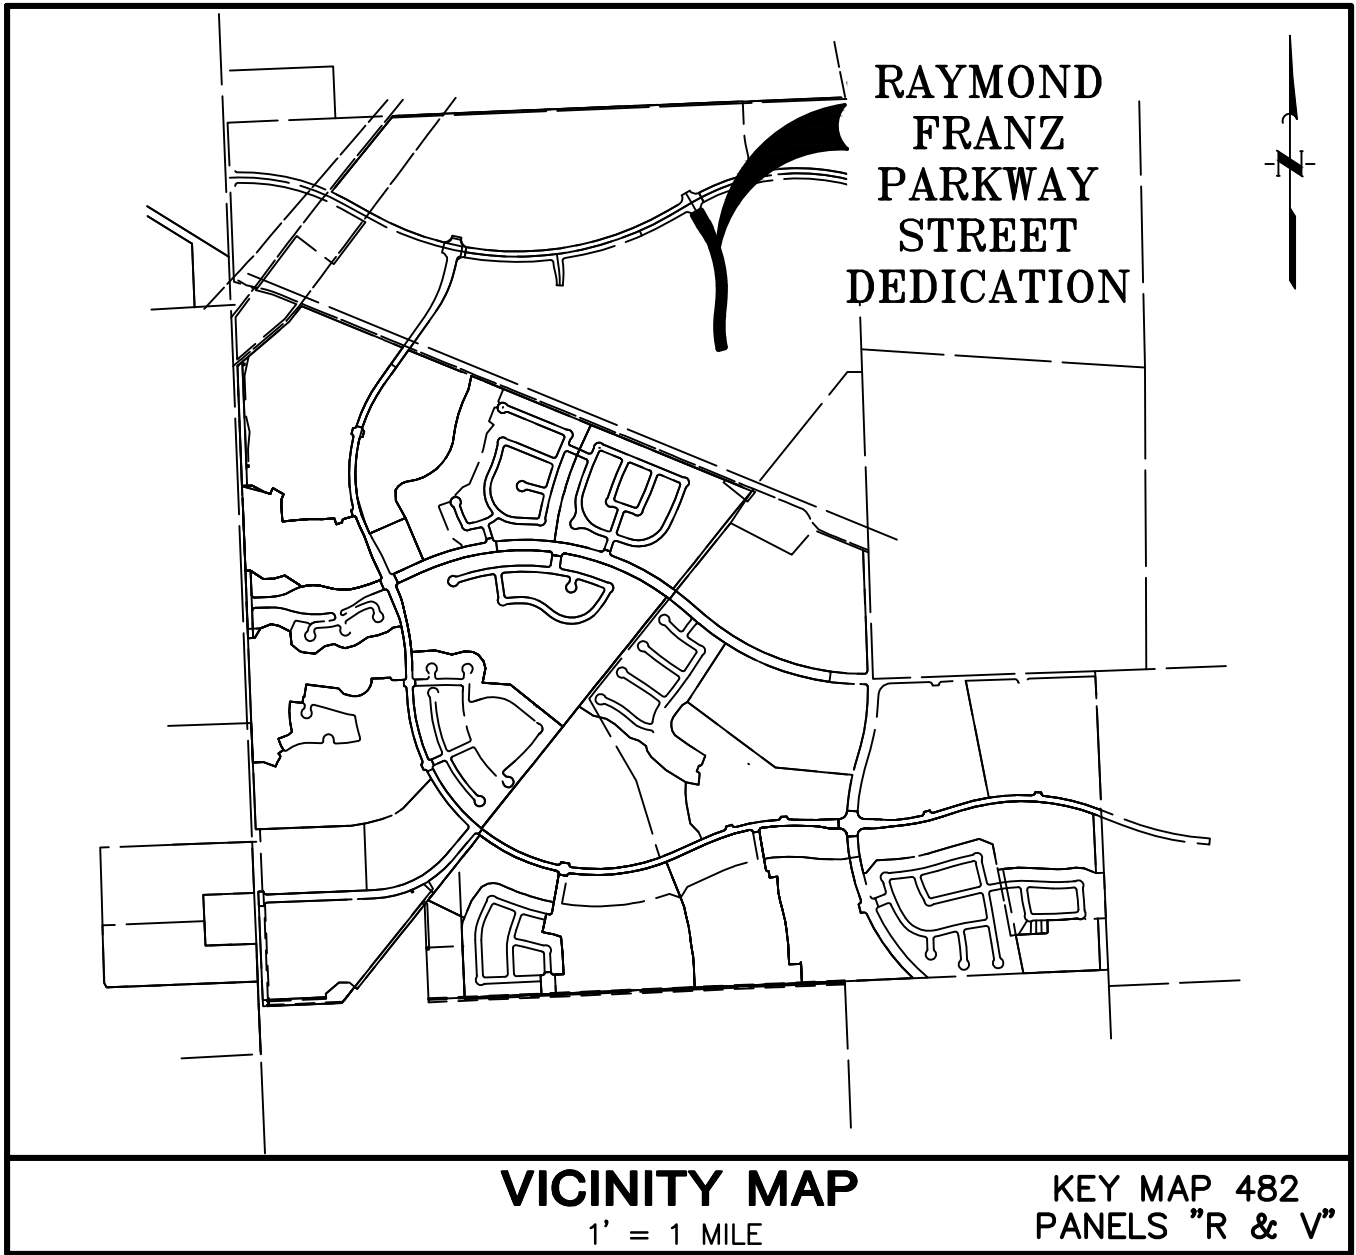 RAYMOND
FRANZ
PARKWAY
STREET
DEDICATION
N
VICINITY MAP
1' = 1 MILE
KEY MAP 482
PANELS "R & V"